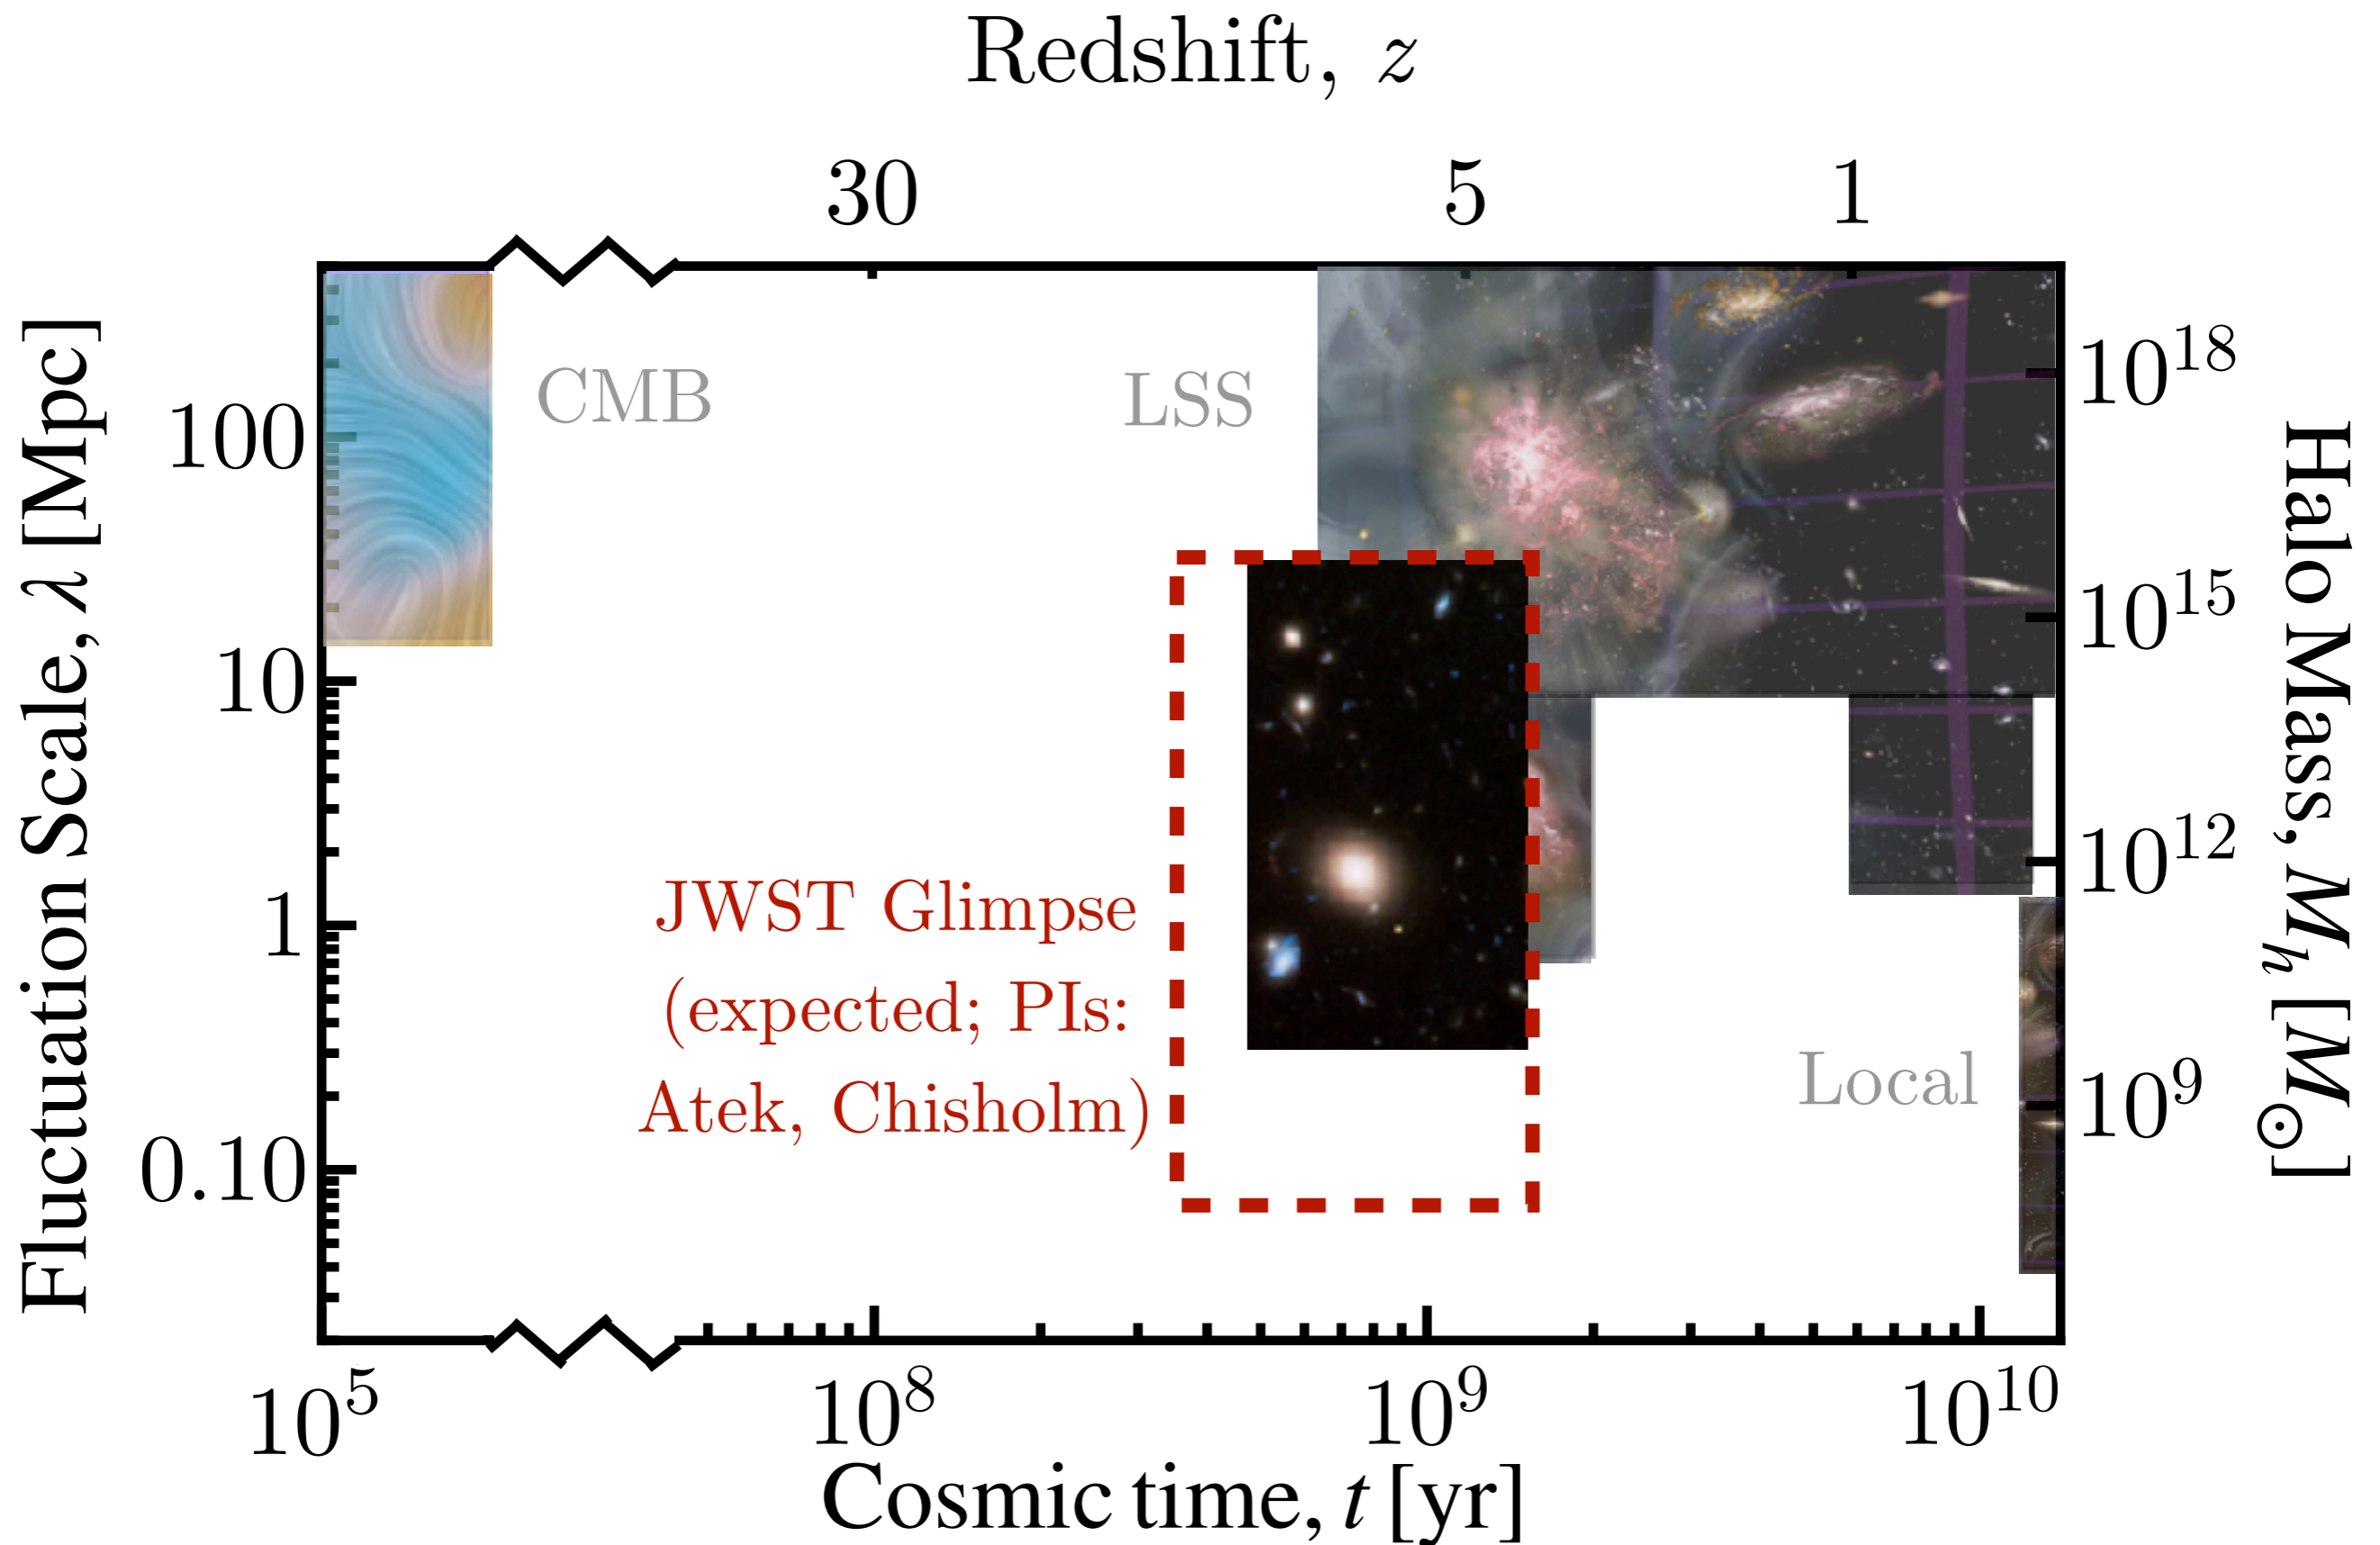 Redshift, z
30 5 1
Fluctuation Scale, λ [Mpc]
100
10
1
0.10
CMB
LSS
JWST Glimpse
(expected; PIs:
Atek, Chisholm)
Local
10^18
10^15
10^12
10^9
Halo Mass, M_h [M_⊙]
10^5 10^8 10^9 10^10
Cosmic time, t [yr]